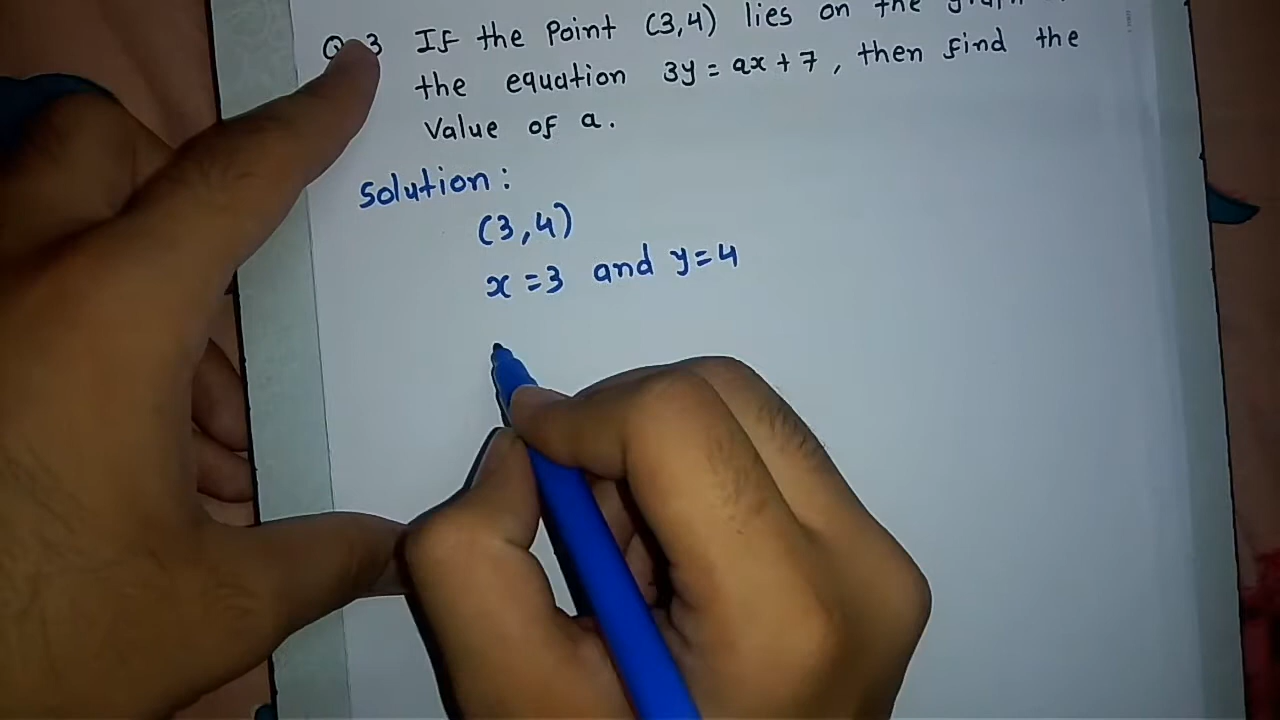 Q 3 If the Point (3,4) lies on the graph
the equation 3y = ax + 7, then find the
Value of a.
Solution:
(3,4)
x = 3 and y = 4